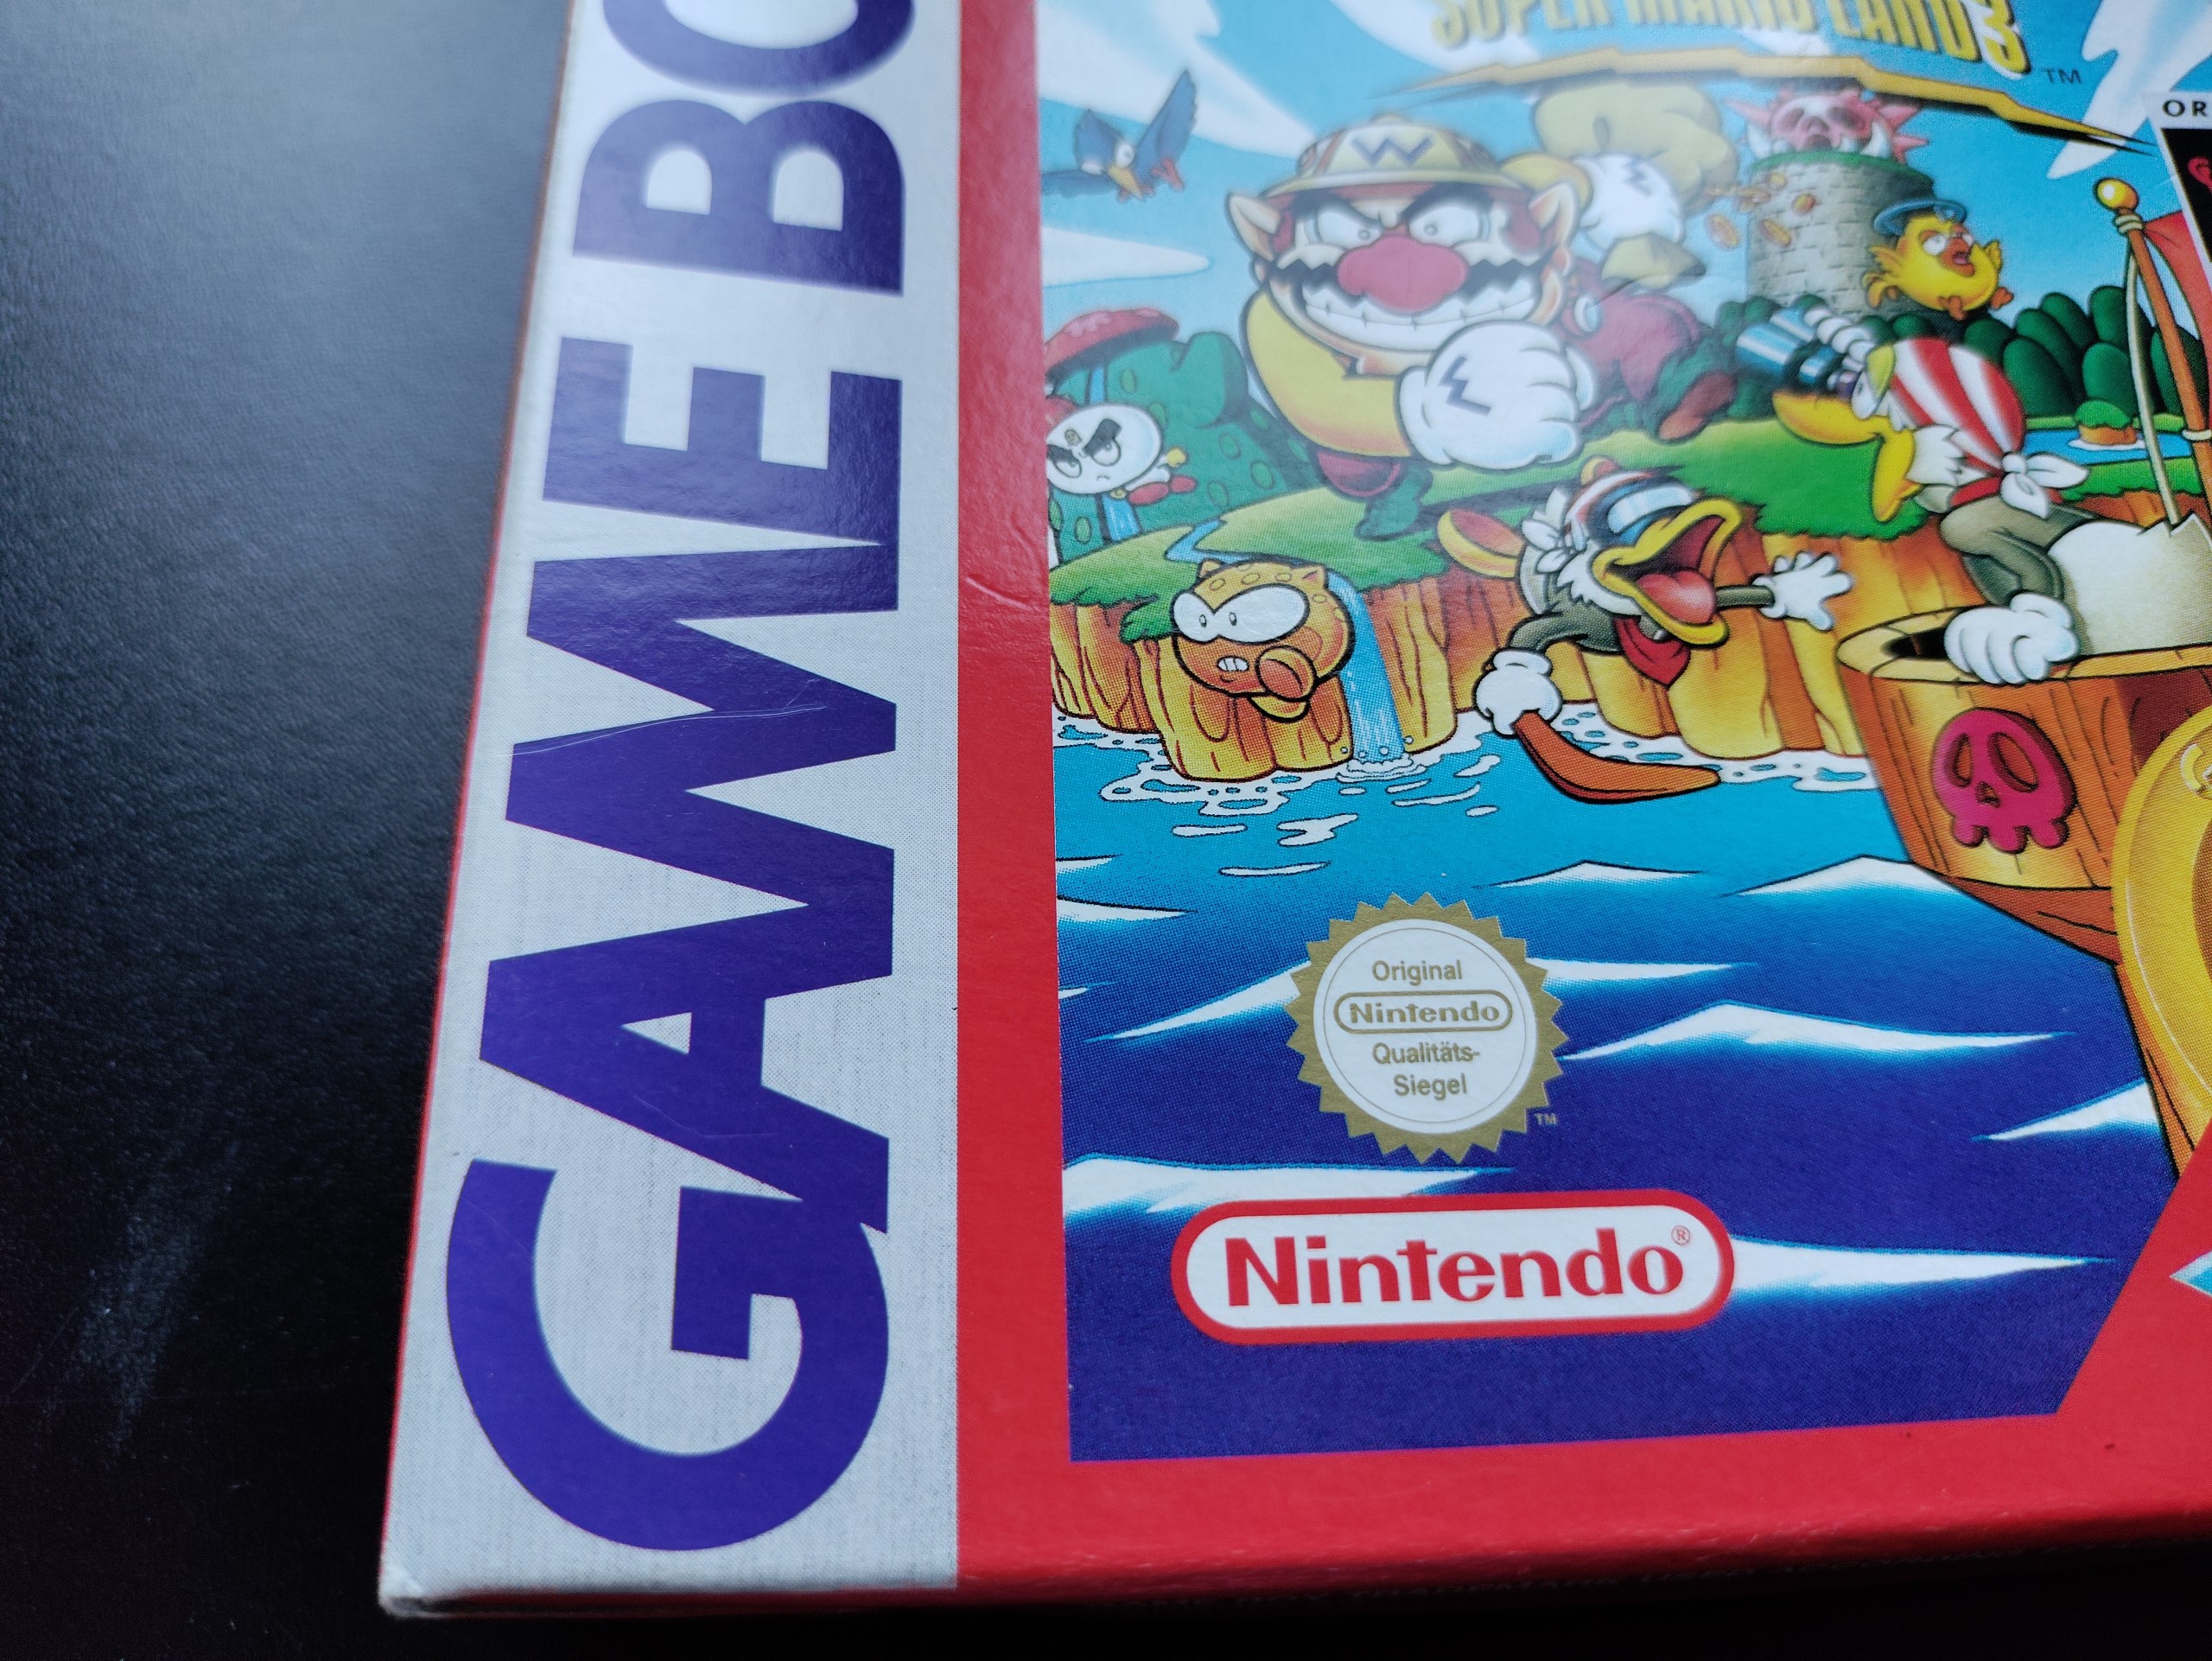 GAME BO
SUPER MARIO LAND 3
TM
OR
W
Original
Nintendo
Qualitäts-
Siegel
TM
Nintendo®